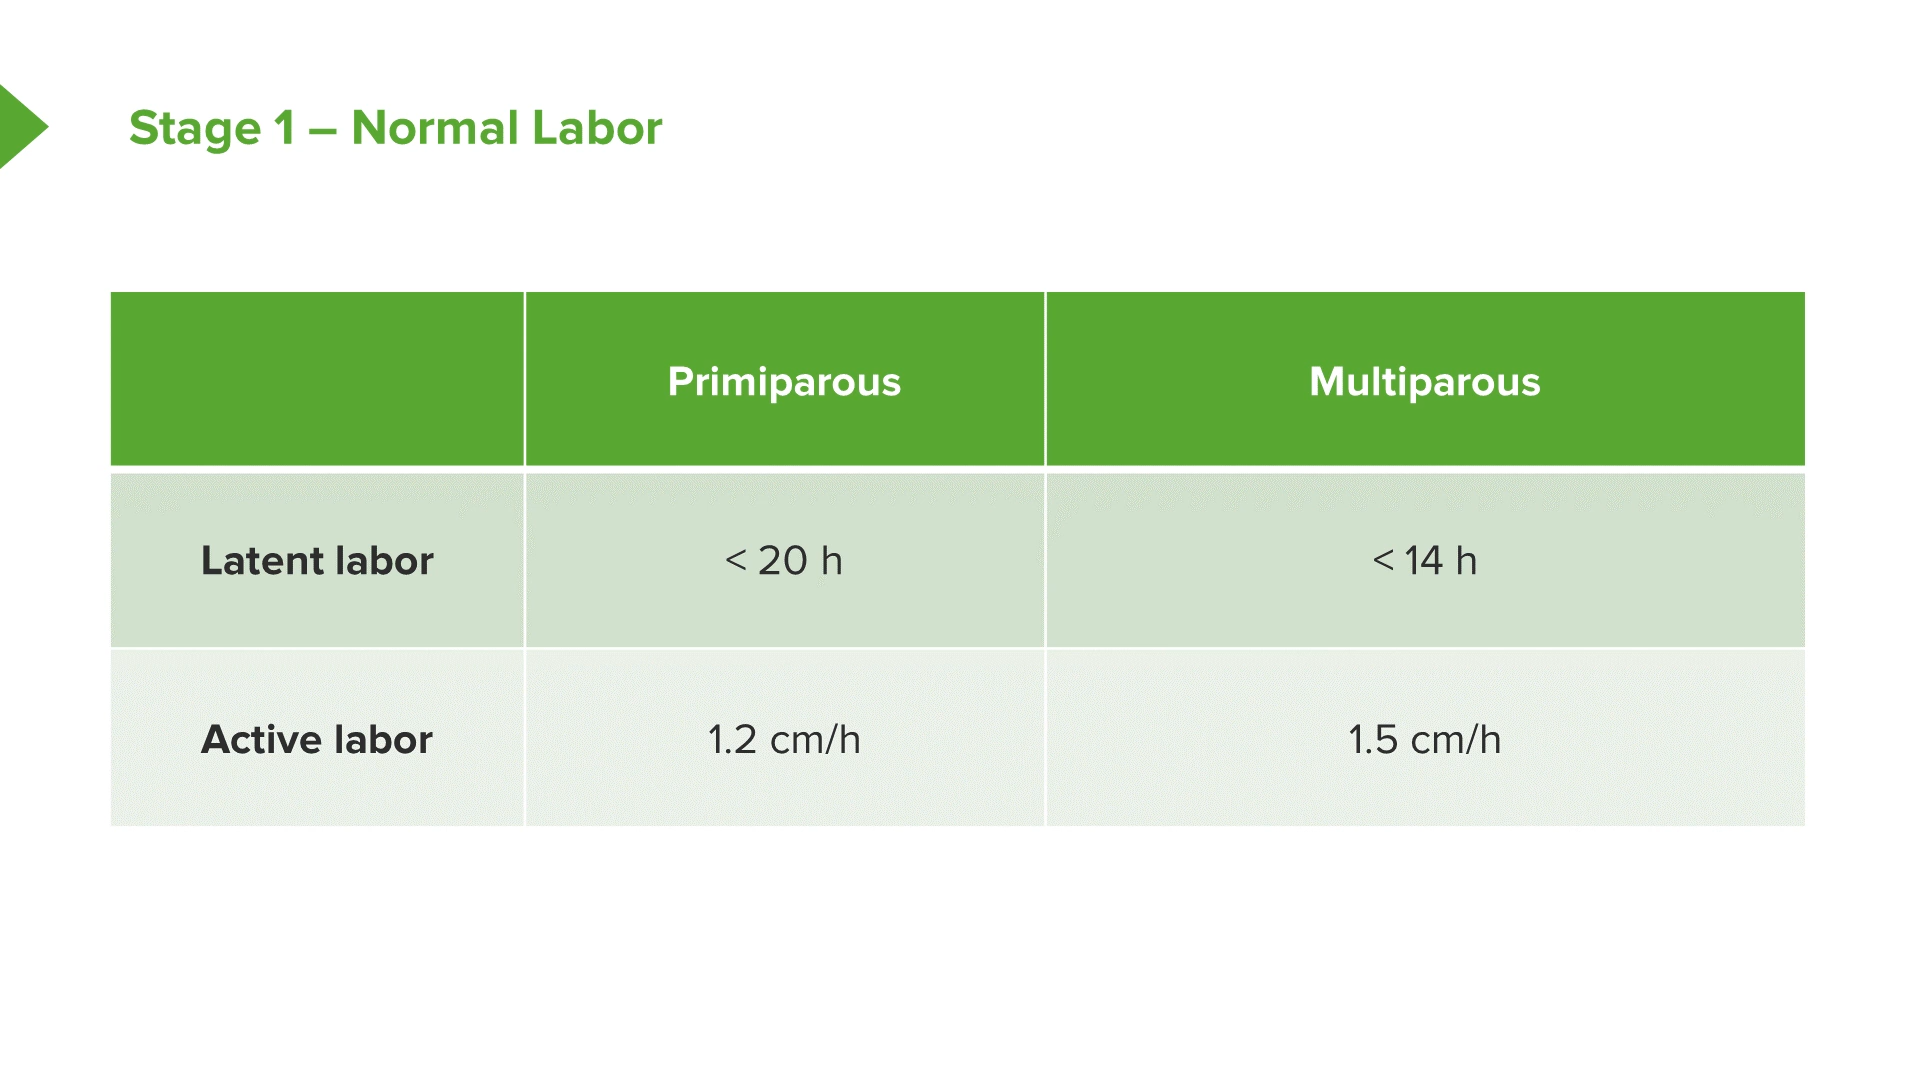 Stage 1 – Normal Labor
Primiparous Multiparous
Latent labor < 20 h < 14 h
Active labor 1.2 cm/h 1.5 cm/h